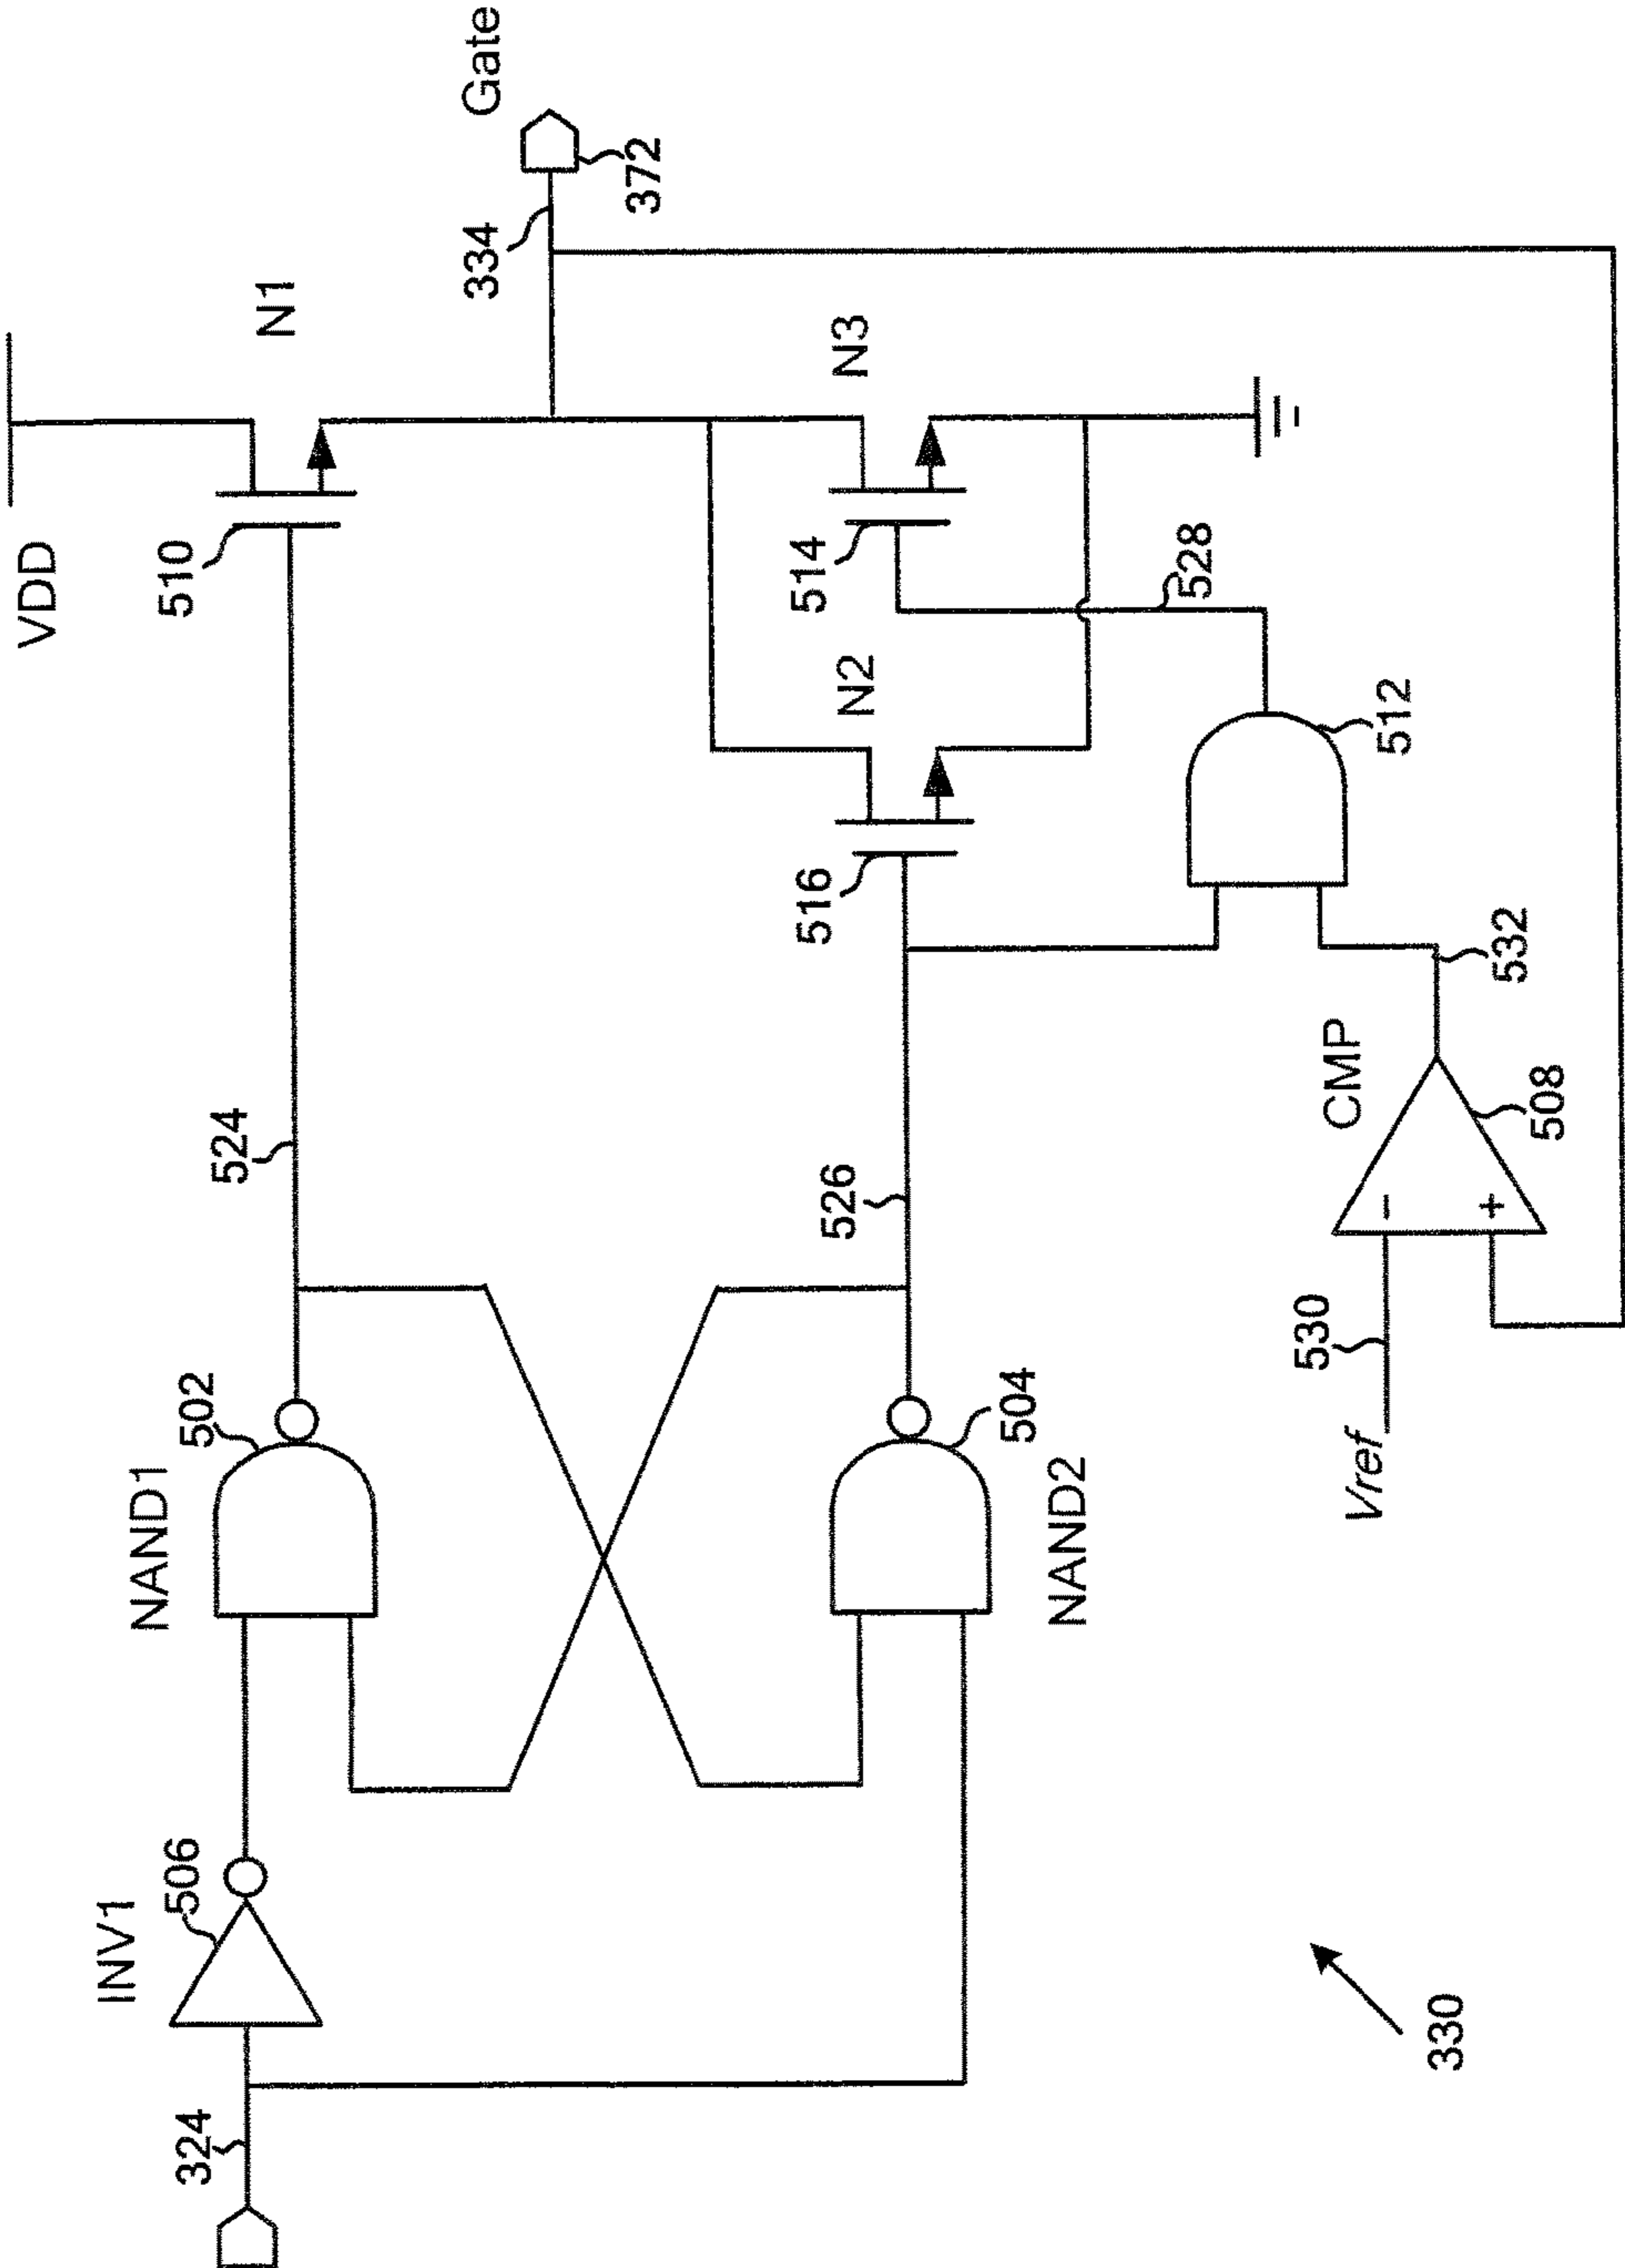 VDD
N1
510
Gate
334
372
524
N3
514
N2
516
528
512
526
532
CMP
508
530
Vref
-
+
NAND1
502
504
NAND2
INV1
506
324
330